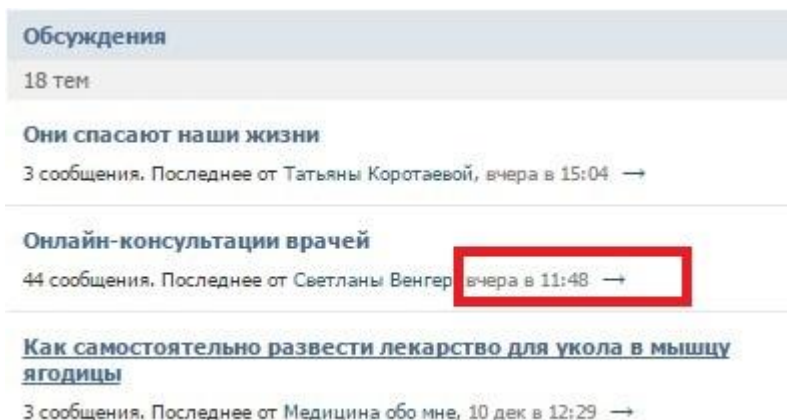 Обсуждения
18 тем
Они спасают наши жизни
3 сообщения. Последнее от Татьяны Коротаевой, вчера в 15:04 →
Онлайн-консультации врачей
44 сообщения. Последнее от Светланы Венгер вчера в 11:48 →
Как самостоятельно развести лекарство для укола в мышцу
ягодицы
3 сообщения. Последнее от Медицина обо мне, 10 дек в 12:29 →